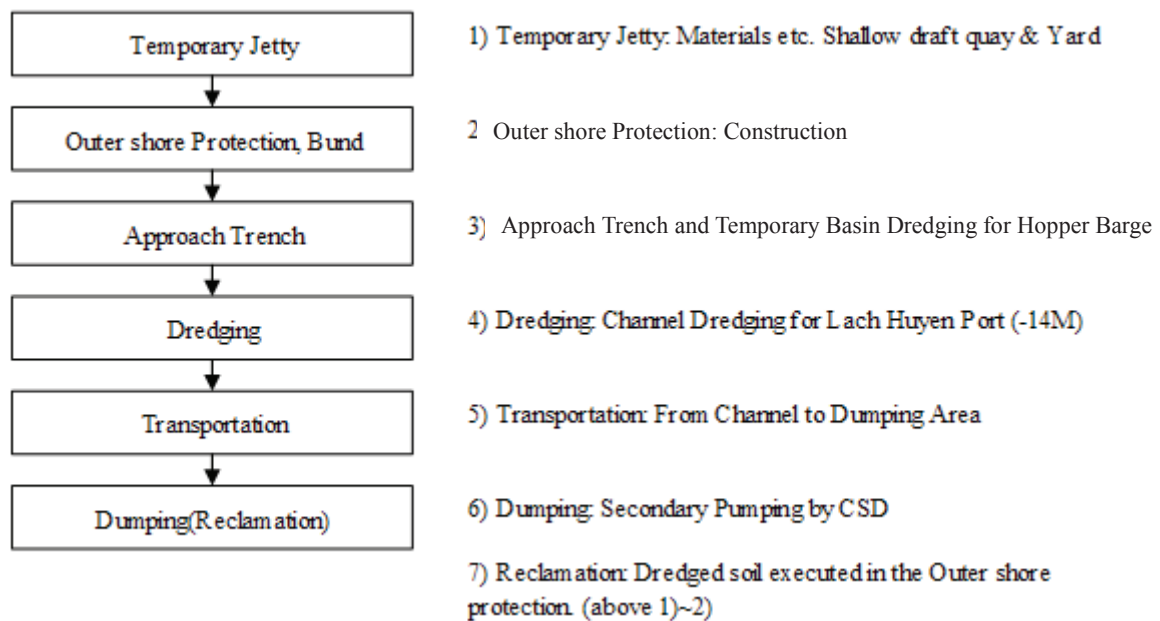 Temporary Jetty
1) Temporary Jetty: Materials etc. Shallow draft quay & Yard
Outer shore Protection, Bund
2 Outer shore Protection: Construction
Approach Trench
3) Approach Trench and Temporary Basin Dredging for Hopper Barge
Dredging
4) Dredging: Channel Dredging for Lach Huyen Port (-14M)
Transportation
5) Transportation: From Channel to Dumping Area
Dumping(Reclamation)
6) Dumping: Secondary Pumping by CSD
7) Reclamation: Dredged soil executed in the Outer shore
protection. (above 1)~2)